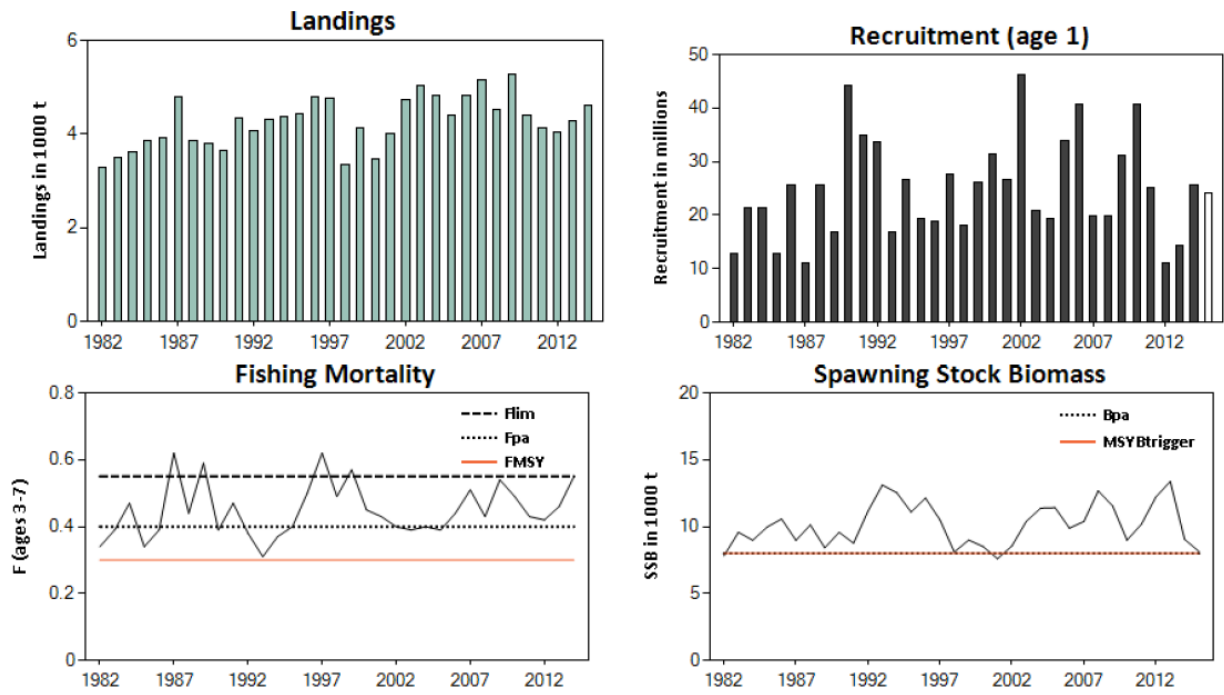 Landings
Landings in 1000 t
6
4
2
0
1982 1987 1992 1997 2002 2007 2012
Recruitment (age 1)
Recruitment in millions
50
40
30
20
10
0
1982 1987 1992 1997 2002 2007 2012
Fishing Mortality
F (ages 3-7)
0.8
0.6
0.4
0.2
0
Flim
Fpa
FMSY
1982 1987 1992 1997 2002 2007 2012
Spawning Stock Biomass
SSB in 1000 t
20
15
10
5
0
Bpa
MSYBtrigger
1982 1987 1992 1997 2002 2007 2012